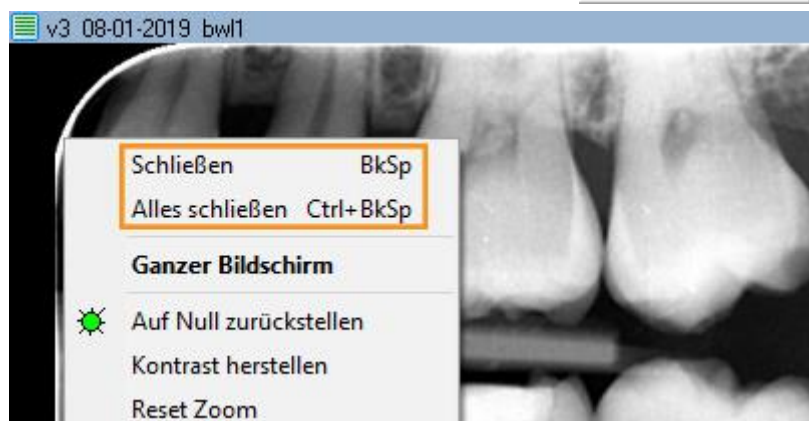 v3 08-01-2019 bwl1
Schließen BkSp
Alles schließen Ctrl+BkSp
Ganzer Bildschirm
Auf Null zurückstellen
Kontrast herstellen
Reset Zoom